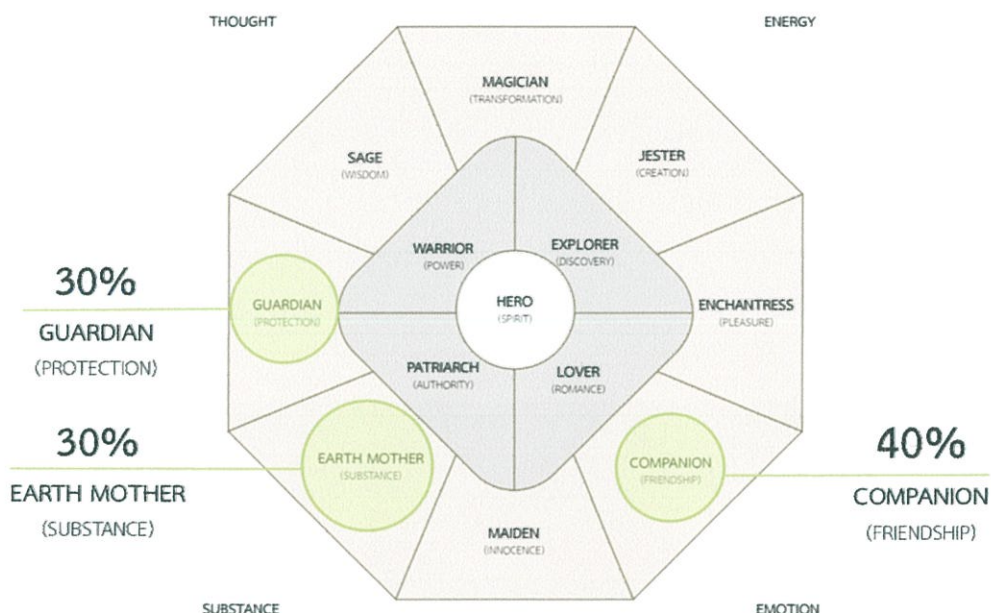 THOUGHT
ENERGY
MAGICIAN
(TRANSFORMATION)
SAGE
(WISDOM)
JESTER
(CREATION)
WARRIOR
(POWER)
EXPLORER
(DISCOVERY)
30%
GUARDIAN
(PROTECTION)
GUARDIAN
(PROTECTION)
HERO
(SPIRIT)
ENCHANTRESS
(PLEASURE)
PATRIARCH
(AUTHORITY)
LOVER
(ROMANCE)
30%
EARTH MOTHER
(SUBSTANCE)
EARTH MOTHER
(SUBSTANCE)
COMPANION
(FRIENDSHIP)
40%
COMPANION
(FRIENDSHIP)
MAIDEN
(INNOCENCE)
SUBSTANCE
EMOTION